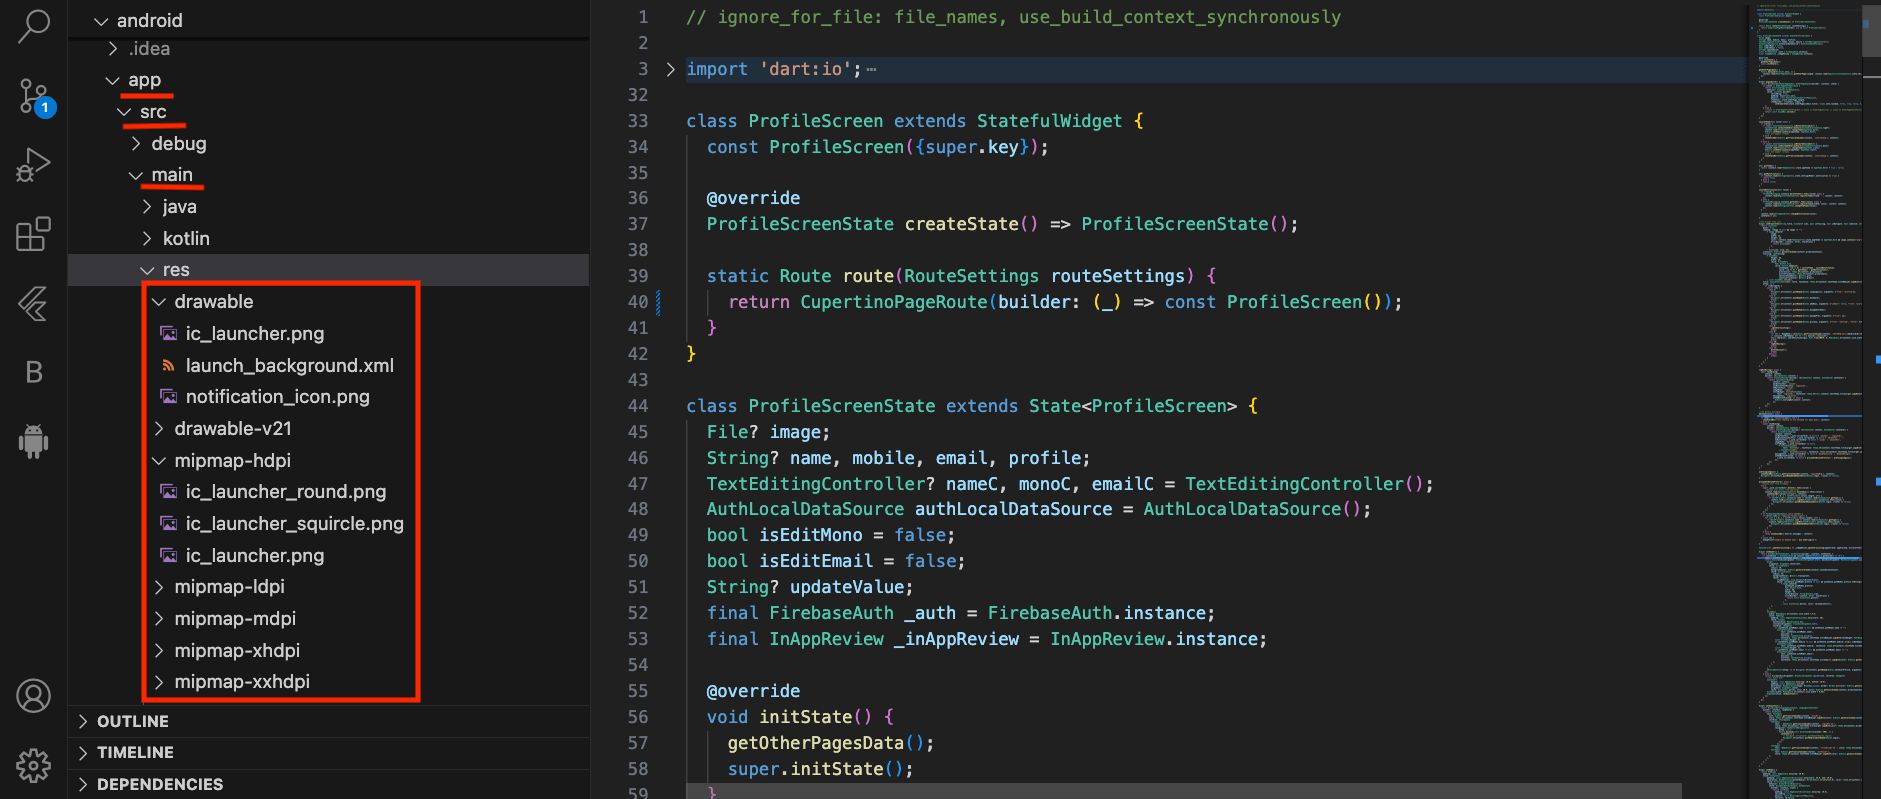 android
.idea
app
src
debug
main
java
kotlin
res
drawable
ic_launcher.png
launch_background.xml
notification_icon.png
drawable-v21
mipmap-hdpi
ic_launcher_round.png
ic_launcher_squircle.png
ic_launcher.png
mipmap-ldpi
mipmap-mdpi
mipmap-xhdpi
mipmap-xxhdpi
OUTLINE
TIMELINE
DEPENDENCIES
1
B
1 // ignore_for_file: file_names, use_build_context_synchronously
2
3 import 'dart:io'; ⋯
32
33 class ProfileScreen extends StatefulWidget {
34 const ProfileScreen({super.key});
35
36 @override
37 ProfileScreenState createState() => ProfileScreenState();
38
39 static Route route(RouteSettings routeSettings) {
40 return CupertinoPageRoute(builder: (_) => const ProfileScreen());
41 }
42 }
43
44 class ProfileScreenState extends State<ProfileScreen> {
45 File? image;
46 String? name, mobile, email, profile;
47 TextEditingController? nameC, monoC, emailC = TextEditingController();
48 AuthLocalDataSource authLocalDataSource = AuthLocalDataSource();
49 bool isEditMono = false;
50 bool isEditEmail = false;
51 String? updateValue;
52 final FirebaseAuth _auth = FirebaseAuth.instance;
53 final InAppReview _inAppReview = InAppReview.instance;
54
55 @override
56 void initState() {
57 getOtherPagesData();
58 super.initState();
59 }